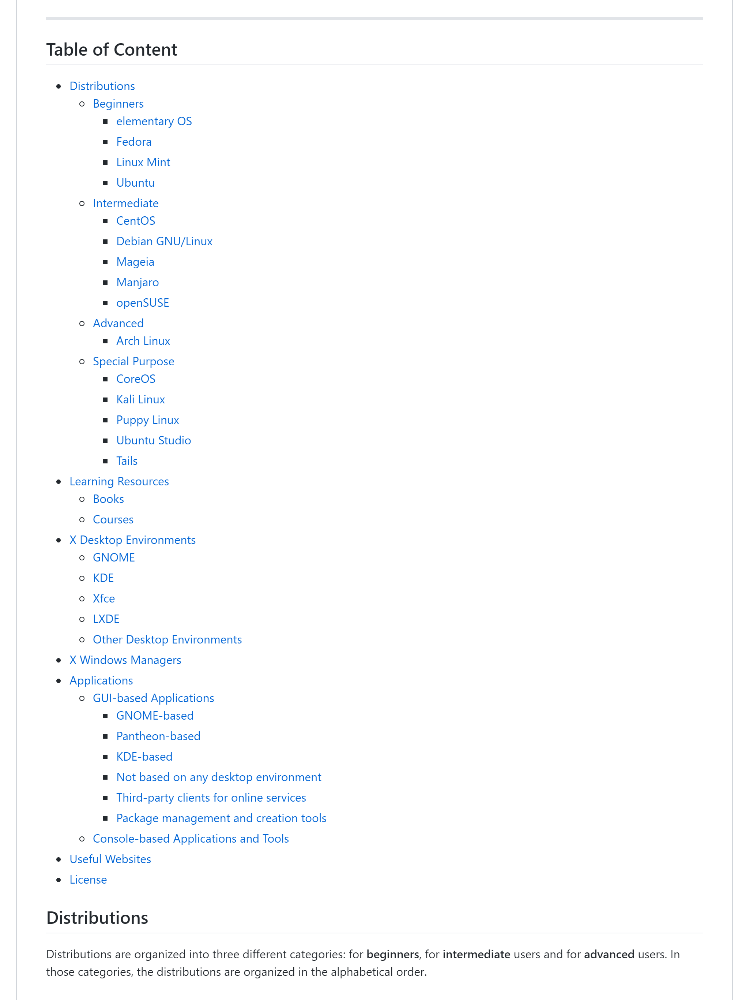 Table of Content
Distributions
Beginners
elementary OS
Fedora
Linux Mint
Ubuntu
Intermediate
CentOS
Debian GNU/Linux
Mageia
Manjaro
openSUSE
Advanced
Arch Linux
Special Purpose
CoreOS
Kali Linux
Puppy Linux
Ubuntu Studio
Tails
Learning Resources
Books
Courses
X Desktop Environments
GNOME
KDE
Xfce
LXDE
Other Desktop Environments
X Windows Managers
Applications
GUI-based Applications
GNOME-based
Pantheon-based
KDE-based
Not based on any desktop environment
Third-party clients for online services
Package management and creation tools
Console-based Applications and Tools
Useful Websites
License
Distributions
Distributions are organized into three different categories: for beginners, for intermediate users and for advanced users. In
those categories, the distributions are organized in the alphabetical order.